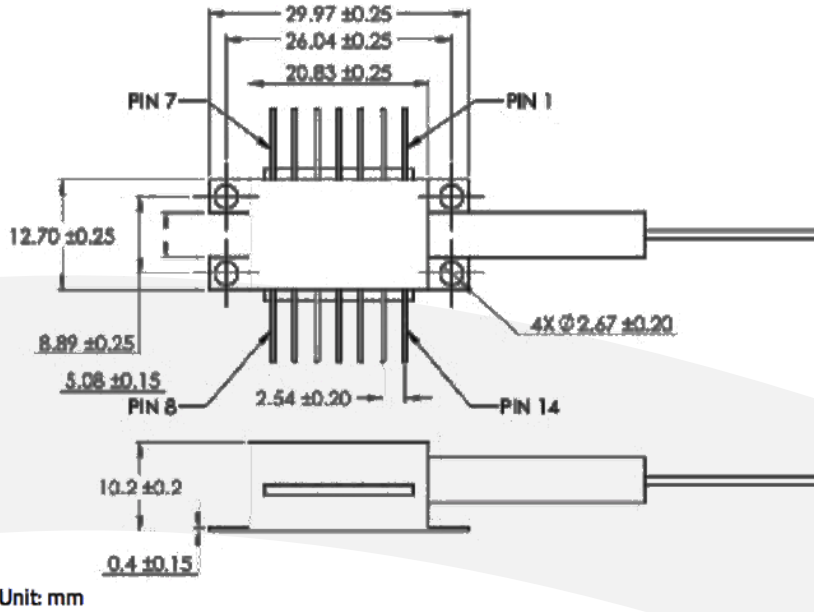 29.97 ±0.25
26.04 ±0.25
20.83 ±0.25
PIN 7
PIN 1
12.70 ±0.25
4X ∅2.67 ±0.20
8.89 ±0.25
5.08 ±0.15
2.54 ±0.20
PIN 8
PIN 14
10.2 ±0.2
0.4 ±0.15
Unit: mm